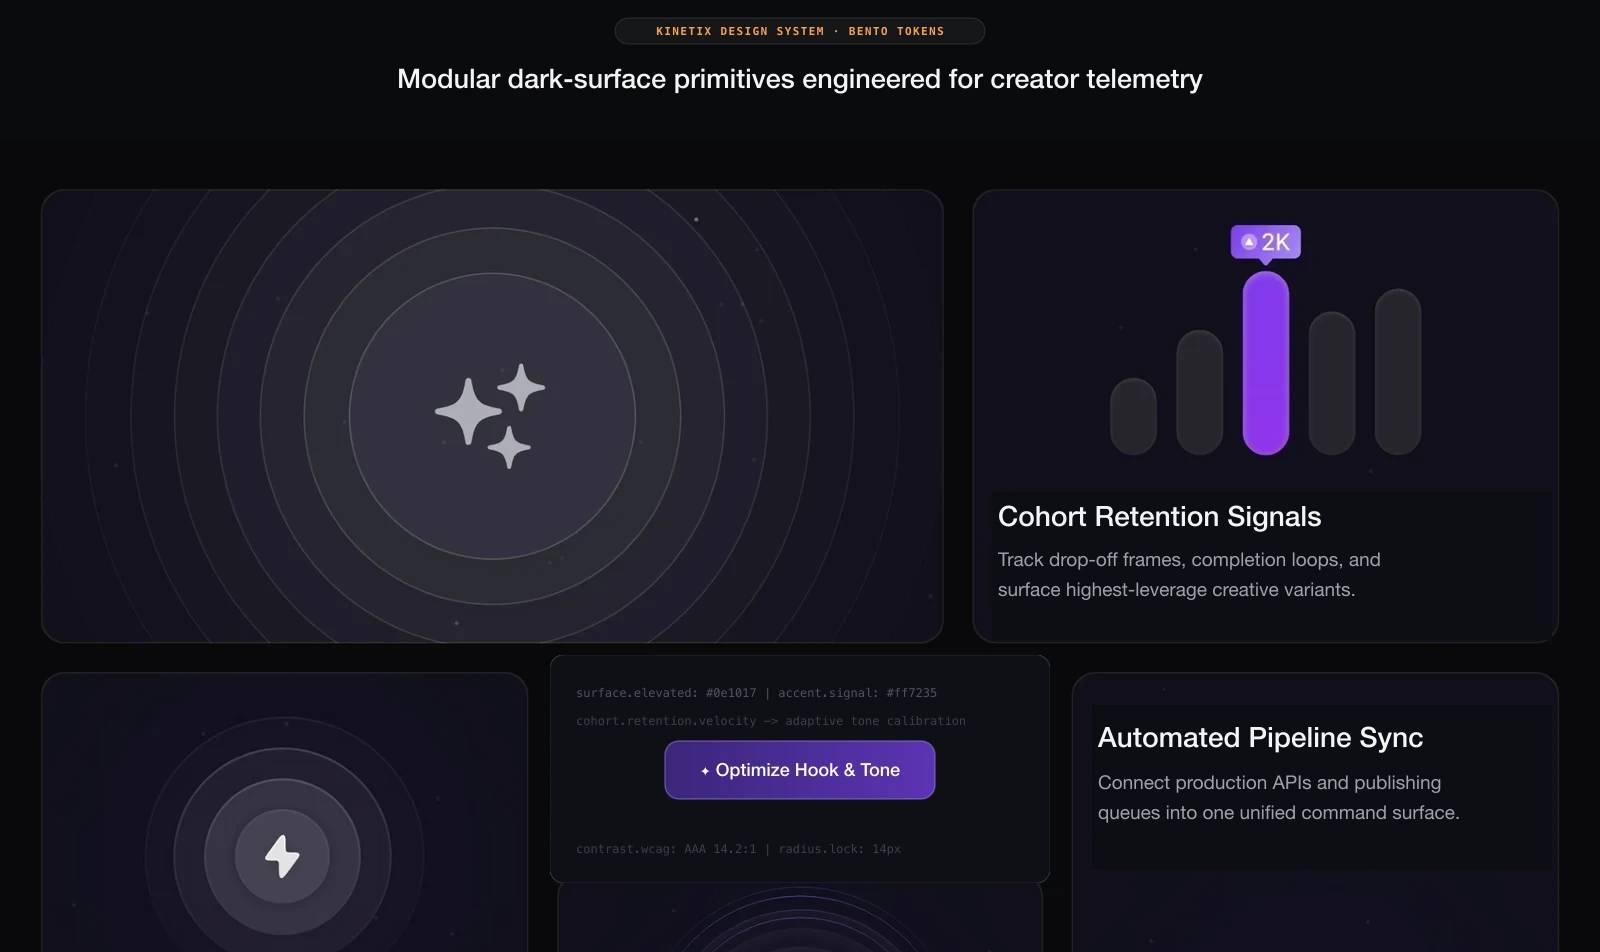 KINETIX DESIGN SYSTEM · BENTO TOKENS
Modular dark-surface primitives engineered for creator telemetry
2K
Cohort Retention Signals
Track drop-off frames, completion loops, and
surface highest-leverage creative variants.
surface.elevated: #0e1017 | accent.signal: #ff7235
cohort.retention.velocity —> adaptive tone calibration
✦ Optimize Hook & Tone
contrast.wcag: AAA 14.2:1 | radius.lock: 14px
Automated Pipeline Sync
Connect production APIs and publishing
queues into one unified command surface.